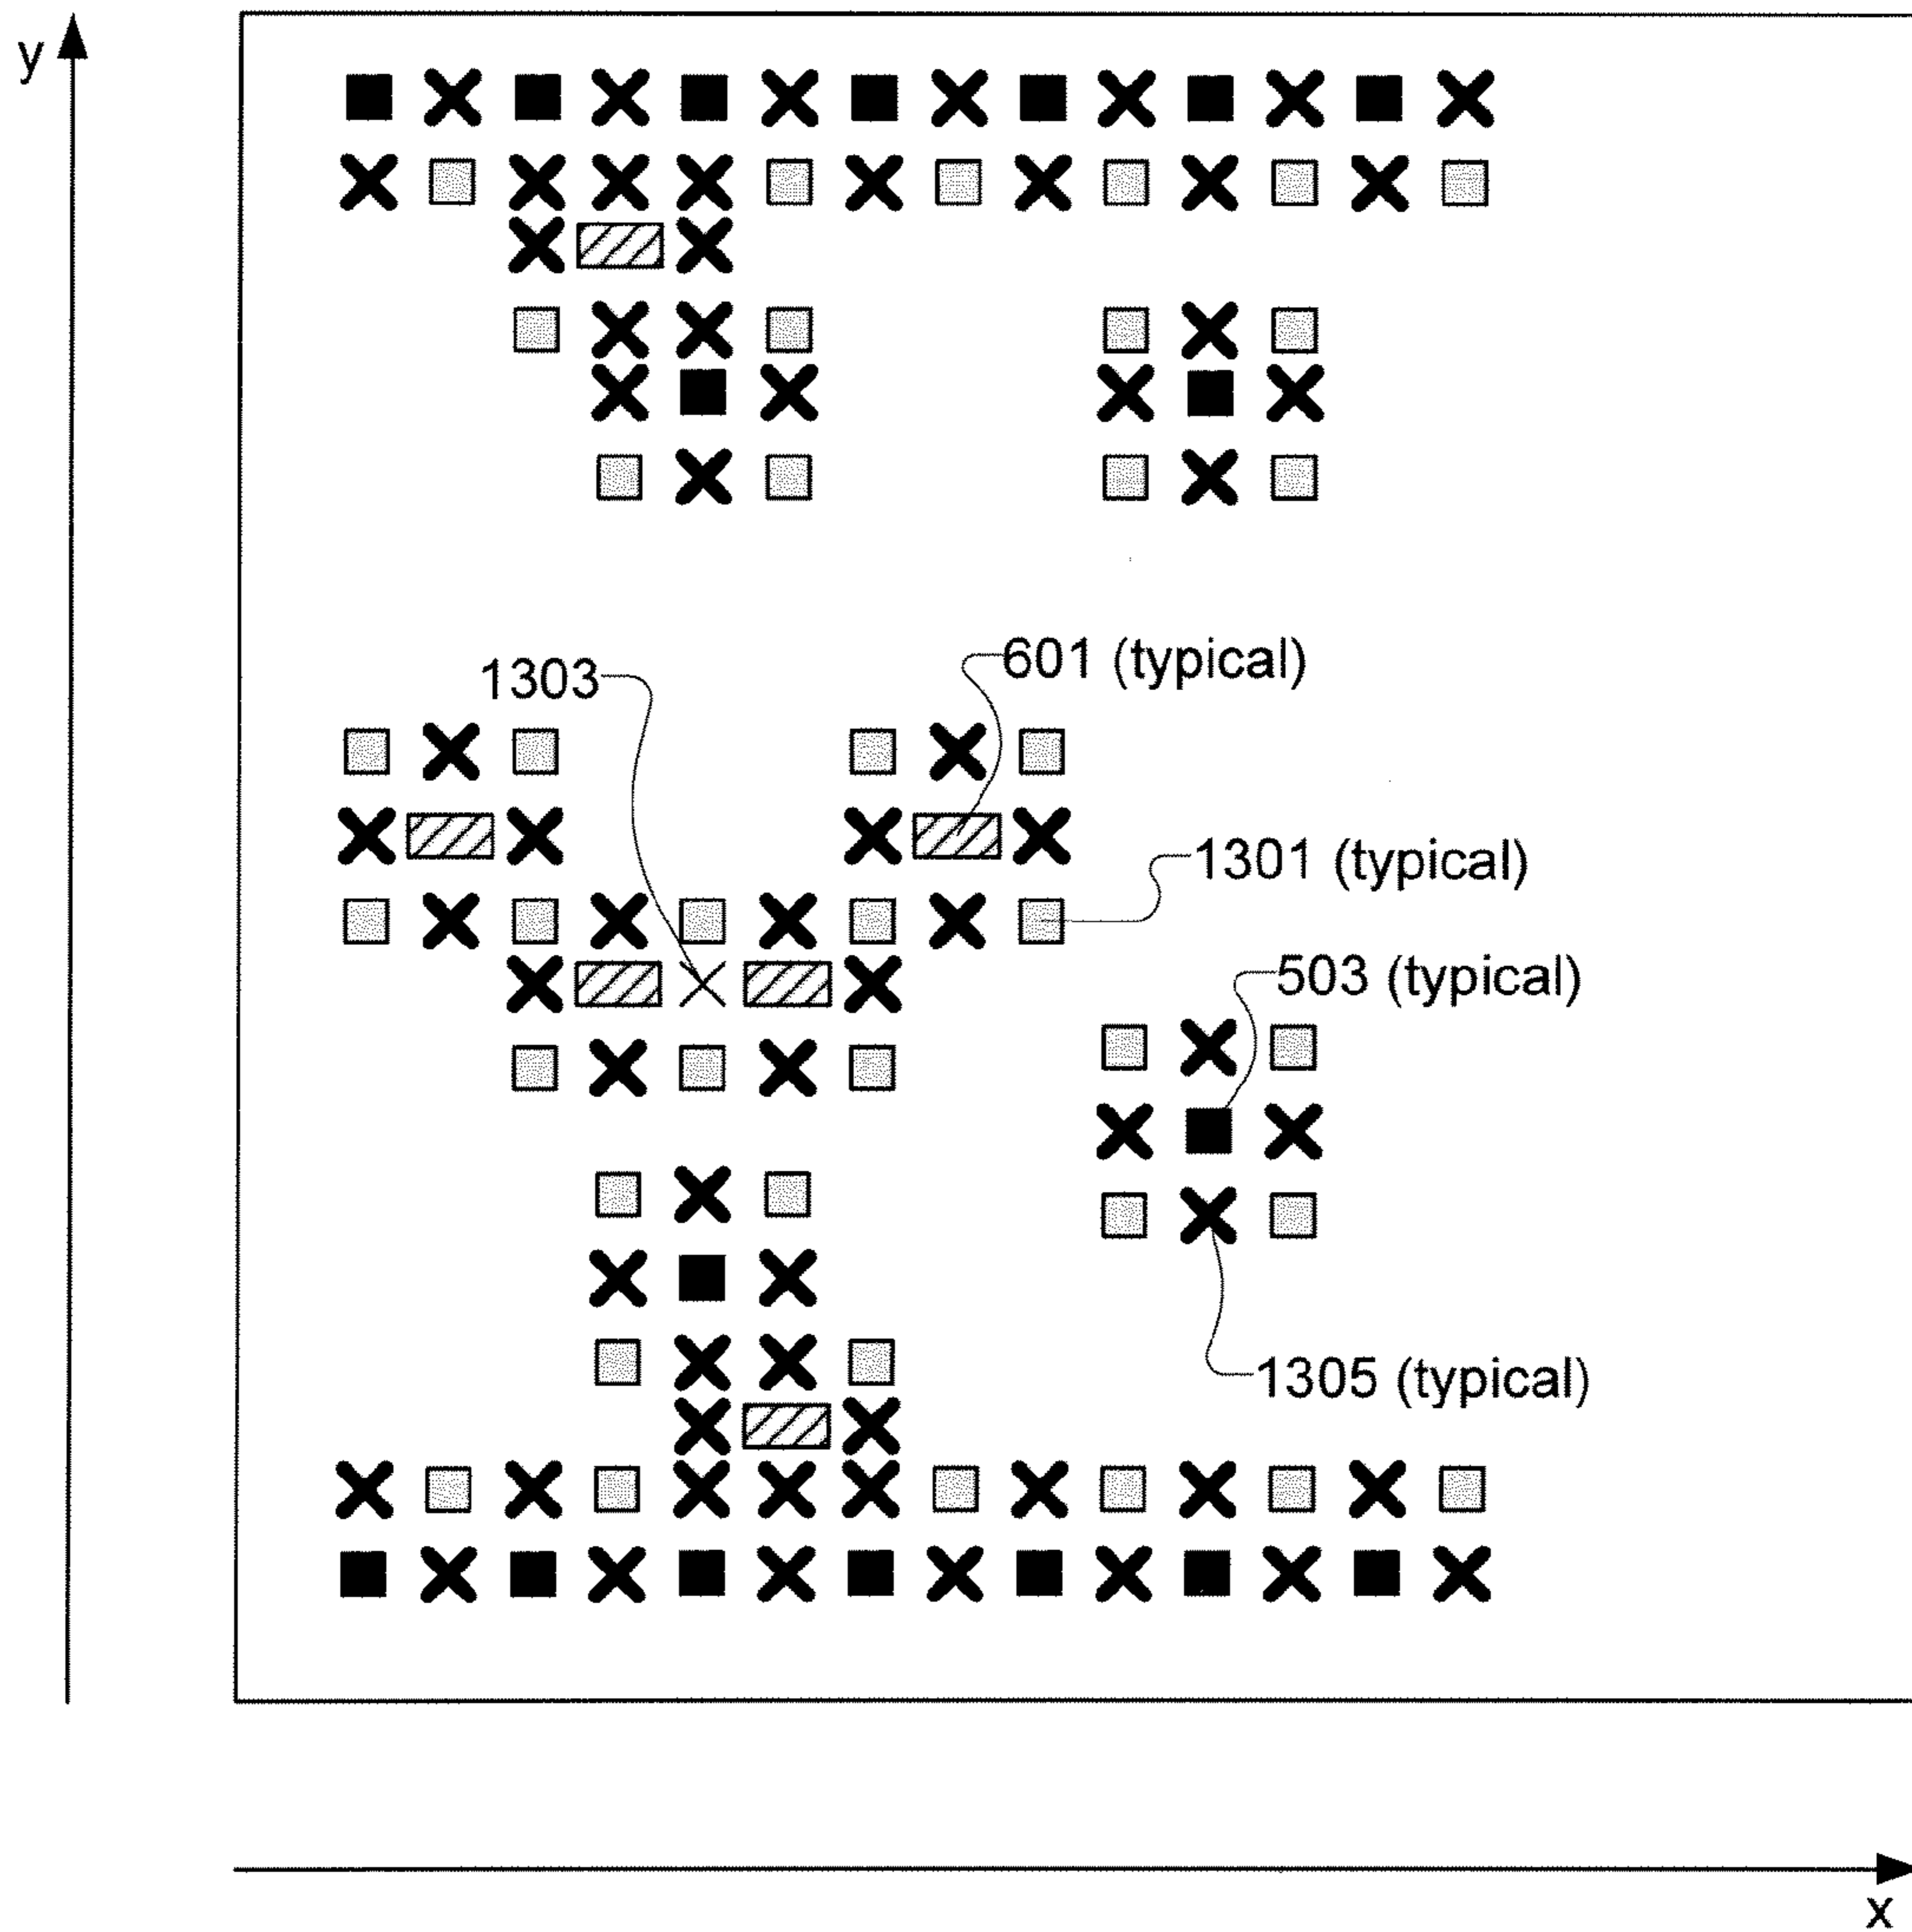 y
601 (typical)
1303
1301 (typical)
503 (typical)
1305 (typical)
x